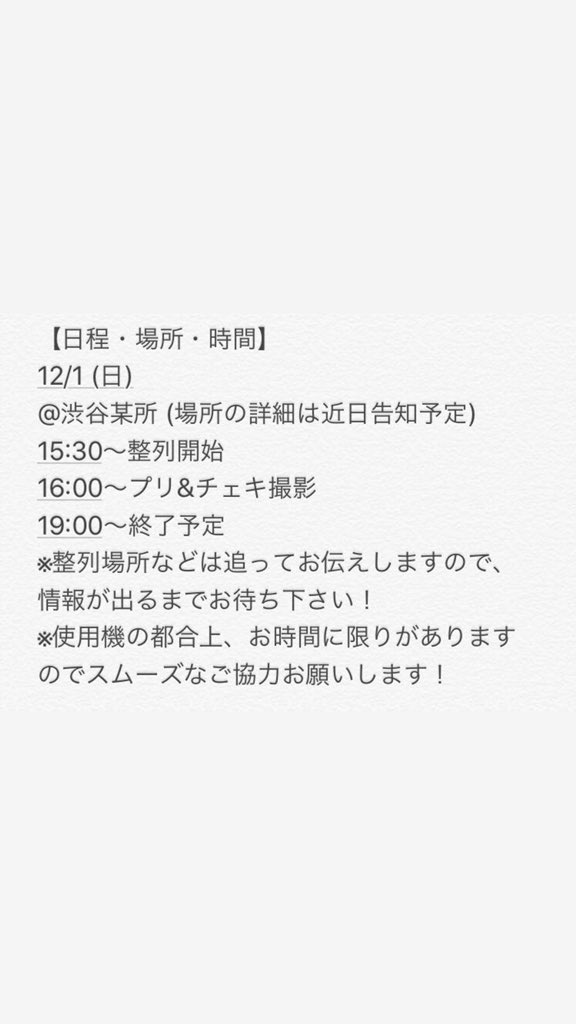 【日程・場所・時間】
12/1 (日)
@渋谷某所 (場所の詳細は近日告知予定)
15:30〜整列開始
16:00〜プリ&チェキ撮影
19:00〜終了予定
※整列場所などは追ってお伝えしますので、
情報が出るまでお待ち下さい！
※使用機の都合上、お時間に限りがあります
のでスムーズなご協力お願いします！